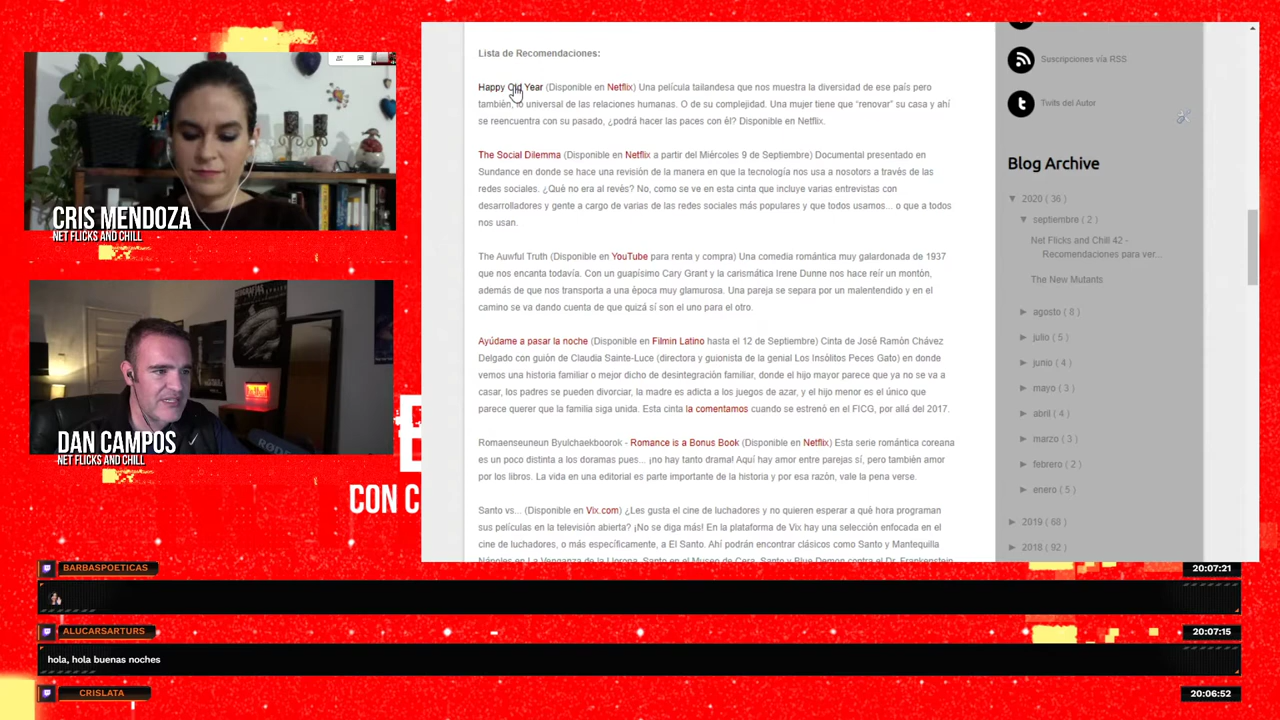 CRIS MENDOZA
NET FLICKS AND CHILL
DAN CAMPOS
NET FLICKS AND CHILL
RØDE
CON C
Lista de Recomendaciones:
Happy Old Year (Disponible en Netflix) Una película tailandesa que nos muestra la diversidad de ese país pero
también, lo universal de las relaciones humanas. O de su complejidad. Una mujer tiene que “renovar” su casa y ahí
se reencuentra con su pasado, ¿podrá hacer las paces con él? Disponible en Netflix.
The Social Dilemma (Disponible en Netflix a partir del Miércoles 9 de Septiembre) Documental presentado en
Sundance en donde se hace una revisión de la manera en que la tecnología nos usa a nosotors a través de las
redes sociales. ¿Qué no era al revés? No, como se ve en esta cinta que incluye varias entrevistas con
desarrolladores y gente a cargo de varias de las redes sociales más populares y que todos usamos... o que a todos
nos usan.
The Auwful Truth (Disponible en YouTube para renta y compra) Una comedia romántica muy galardonada de 1937
que nos encanta todavía. Con un guapísimo Cary Grant y la carismática Irene Dunne nos hace reír un montón,
además de que nos transporta a una época muy glamurosa. Una pareja se separa por un malentendido y en el
camino se va dando cuenta de que quizá sí son el uno para el otro.
Ayúdame a pasar la noche (Disponible en Filmin Latino hasta el 12 de Septiembre) Cinta de José Ramón Chávez
Delgado con guión de Claudia Sainte-Luce (directora y guionista de la genial Los Insólitos Peces Gato) en donde
vemos una historia familiar o mejor dicho de desintegración familiar, donde el hijo mayor parece que ya no se va a
casar, los padres se pueden divorciar, la madre es adicta a los juegos de azar, y el hijo menor es el único que
parece querer que la familia siga unida. Esta cinta la comentamos cuando se estrenó en el FICG, por allá del 2017.
Romaenseuneun Byulchaekboorok - Romance is a Bonus Book (Disponible en Netflix) Esta serie romántica coreana
es un poco distinta a los doramas pues... ¡no hay tanto drama! Aquí hay amor entre parejas sí, pero también amor
por los libros. La vida en una editorial es parte importante de la historia y por esa razón, vale la pena verse.
Santo vs... (Disponible en Vix.com) ¿Les gusta el cine de luchadores y no quieren esperar a qué hora programan
sus películas en la televisión abierta? ¡No se diga más! En la plataforma de Vix hay una selección enfocada en el
cine de luchadores, o más específicamente, a El Santo. Ahí podrán encontrar clásicos como Santo y Mantequilla
Nápoles en La Venganza de la Llorona, Santo en el Museo de Cera, Santo y Blue Demon contra el Dr. Frankenstein
Suscripciones vía RSS
Twits del Autor
Blog Archive
▼ 2020 ( 36 )
▼ septiembre ( 2 )
Net Flicks and Chill 42 -
Recomendaciones para ver...
The New Mutants
► agosto ( 8 )
► julio ( 5 )
► junio ( 4 )
► mayo ( 3 )
► abril ( 4 )
► marzo ( 3 )
► febrero ( 2 )
► enero ( 5 )
► 2019 ( 68 )
► 2018 ( 92 )
BARBASPOETICAS
20:07:21
ALUCARSARTURS
20:07:15
hola, hola buenas noches
CRISLATA
20:06:52